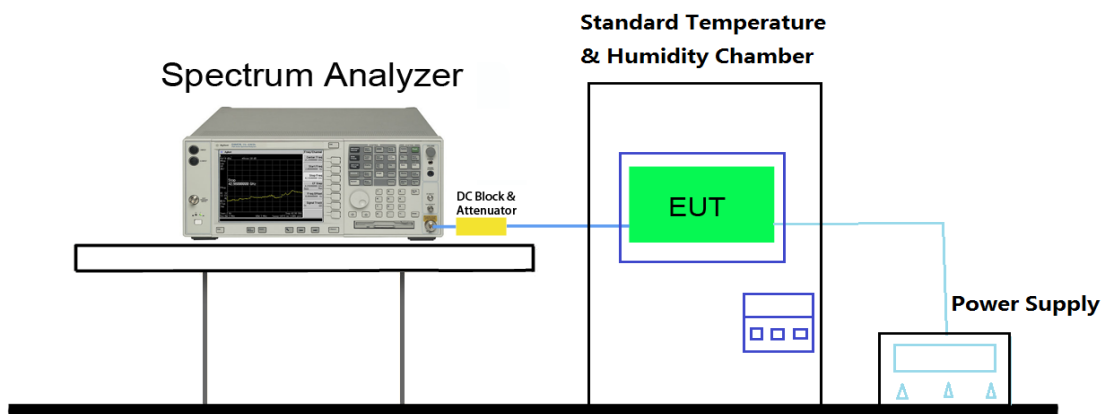 Standard Temperature
& Humidity Chamber
Spectrum Analyzer
DC Block &
Attenuator
EUT
Power Supply